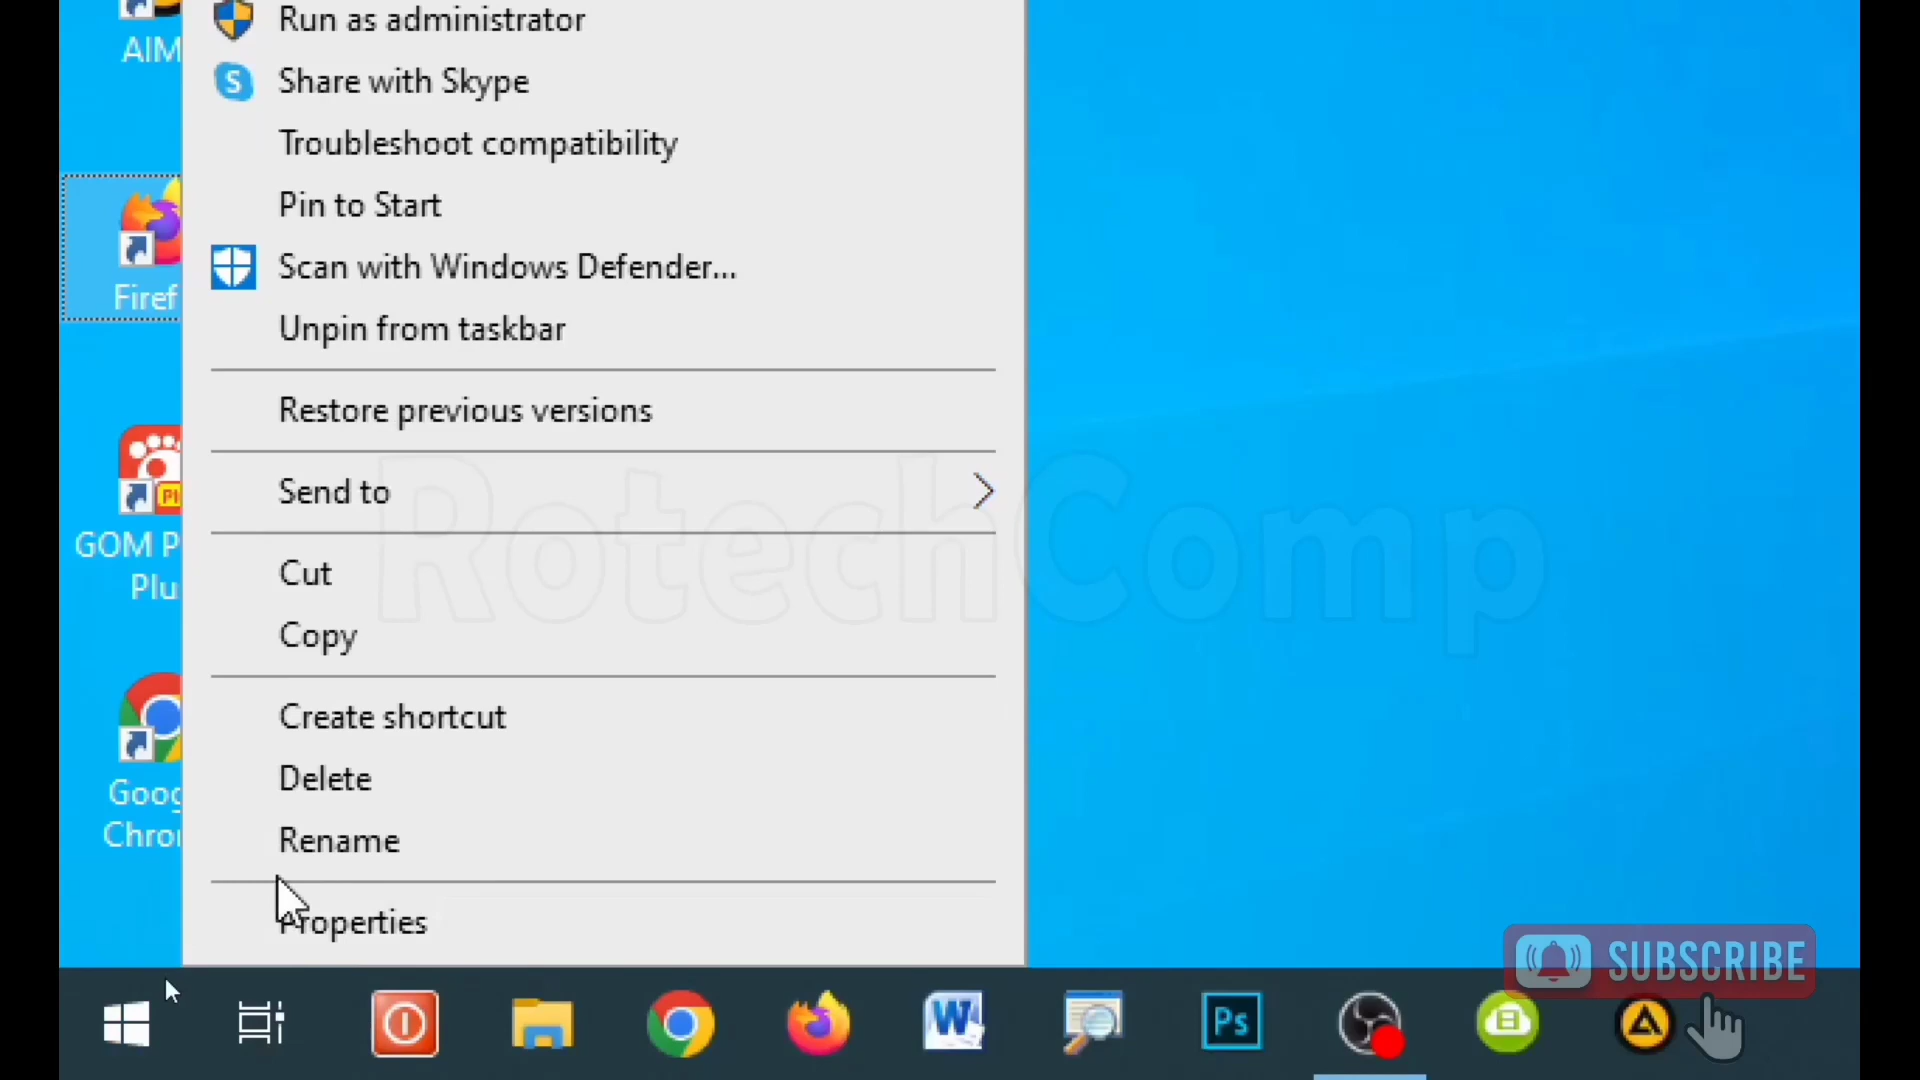 Run as administrator
AIM
S
Share with Skype
Troubleshoot compatibility
Pin to Start
Scan with Windows Defender...
Firef
Unpin from taskbar
Restore previous versions
Send to
RotechComp
GOM P
Plu
Cut
Copy
Create shortcut
Delete
Goog
Chro
Rename
Properties
SUBSCRIBE
W
Ps